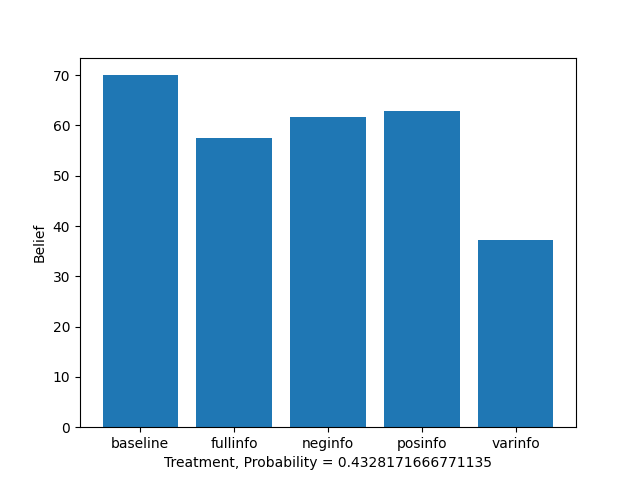 70
60
50
40
30
20
10
0
Belief
baseline fullinfo neginfo posinfo varinfo
Treatment, Probability = 0.4328171666771135